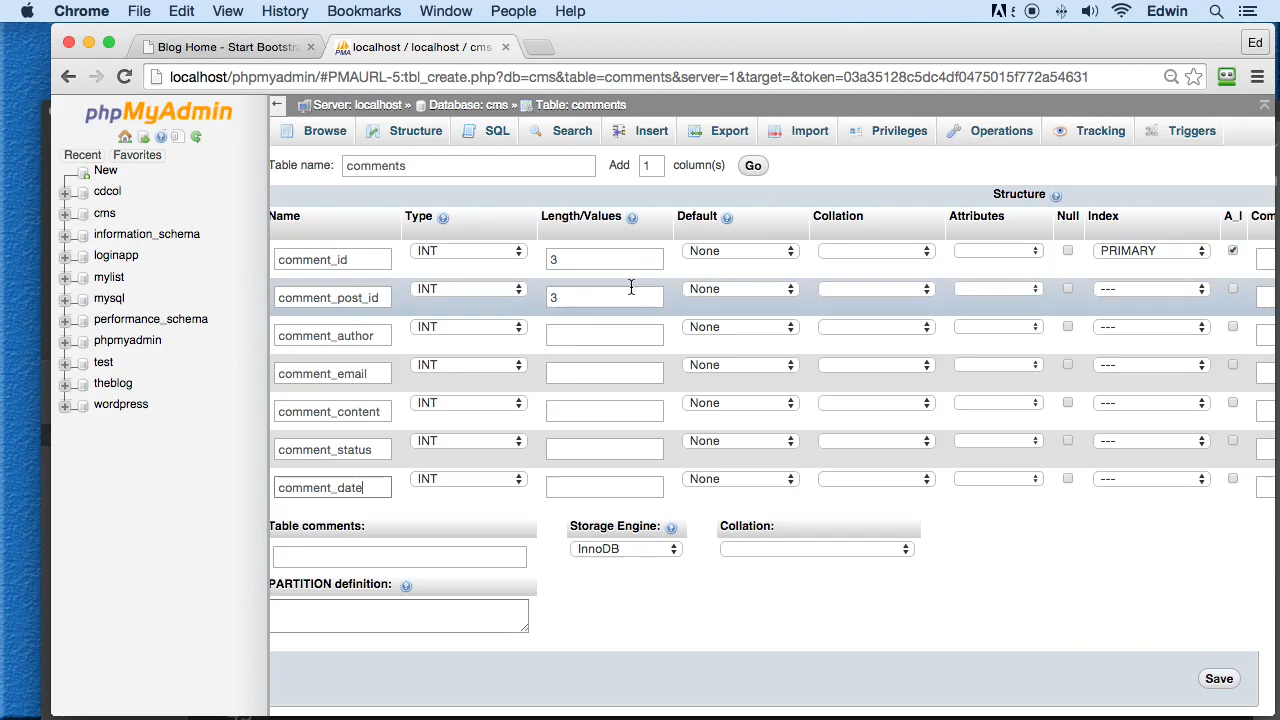 Chrome File Edit View History Bookmarks Window People Help Edwin
Blog Home - Start Bootstra
localhost / localhost / cms
Ed
localhost/phpmyadmin/#PMAURL-5:tbl_create.php?db=cms&table=comments&server=1&target=&token=03a35128c5dc4df0475015f772a54631
phpMyAdmin
Recent Favorites
New
cdcol
cms
information_schema
loginapp
mylist
mysql
performance_schema
phpmyadmin
test
theblog
wordpress
Server: localhost » Database: cms » Table: comments
Browse Structure SQL Search Insert Export Import Privileges Operations Tracking Triggers
Table name: comments Add 1 column(s) Go
Structure
Name Type Length/Values Default Collation Attributes Null Index A_I Com
comment_id INT 3 None PRIMARY
comment_post_id INT 3 None ---
comment_author INT None ---
comment_email INT None ---
comment_content INT None ---
comment_status INT None ---
comment_date INT None ---
Table comments: Storage Engine: Collation:
InnoDB
PARTITION definition:
Save